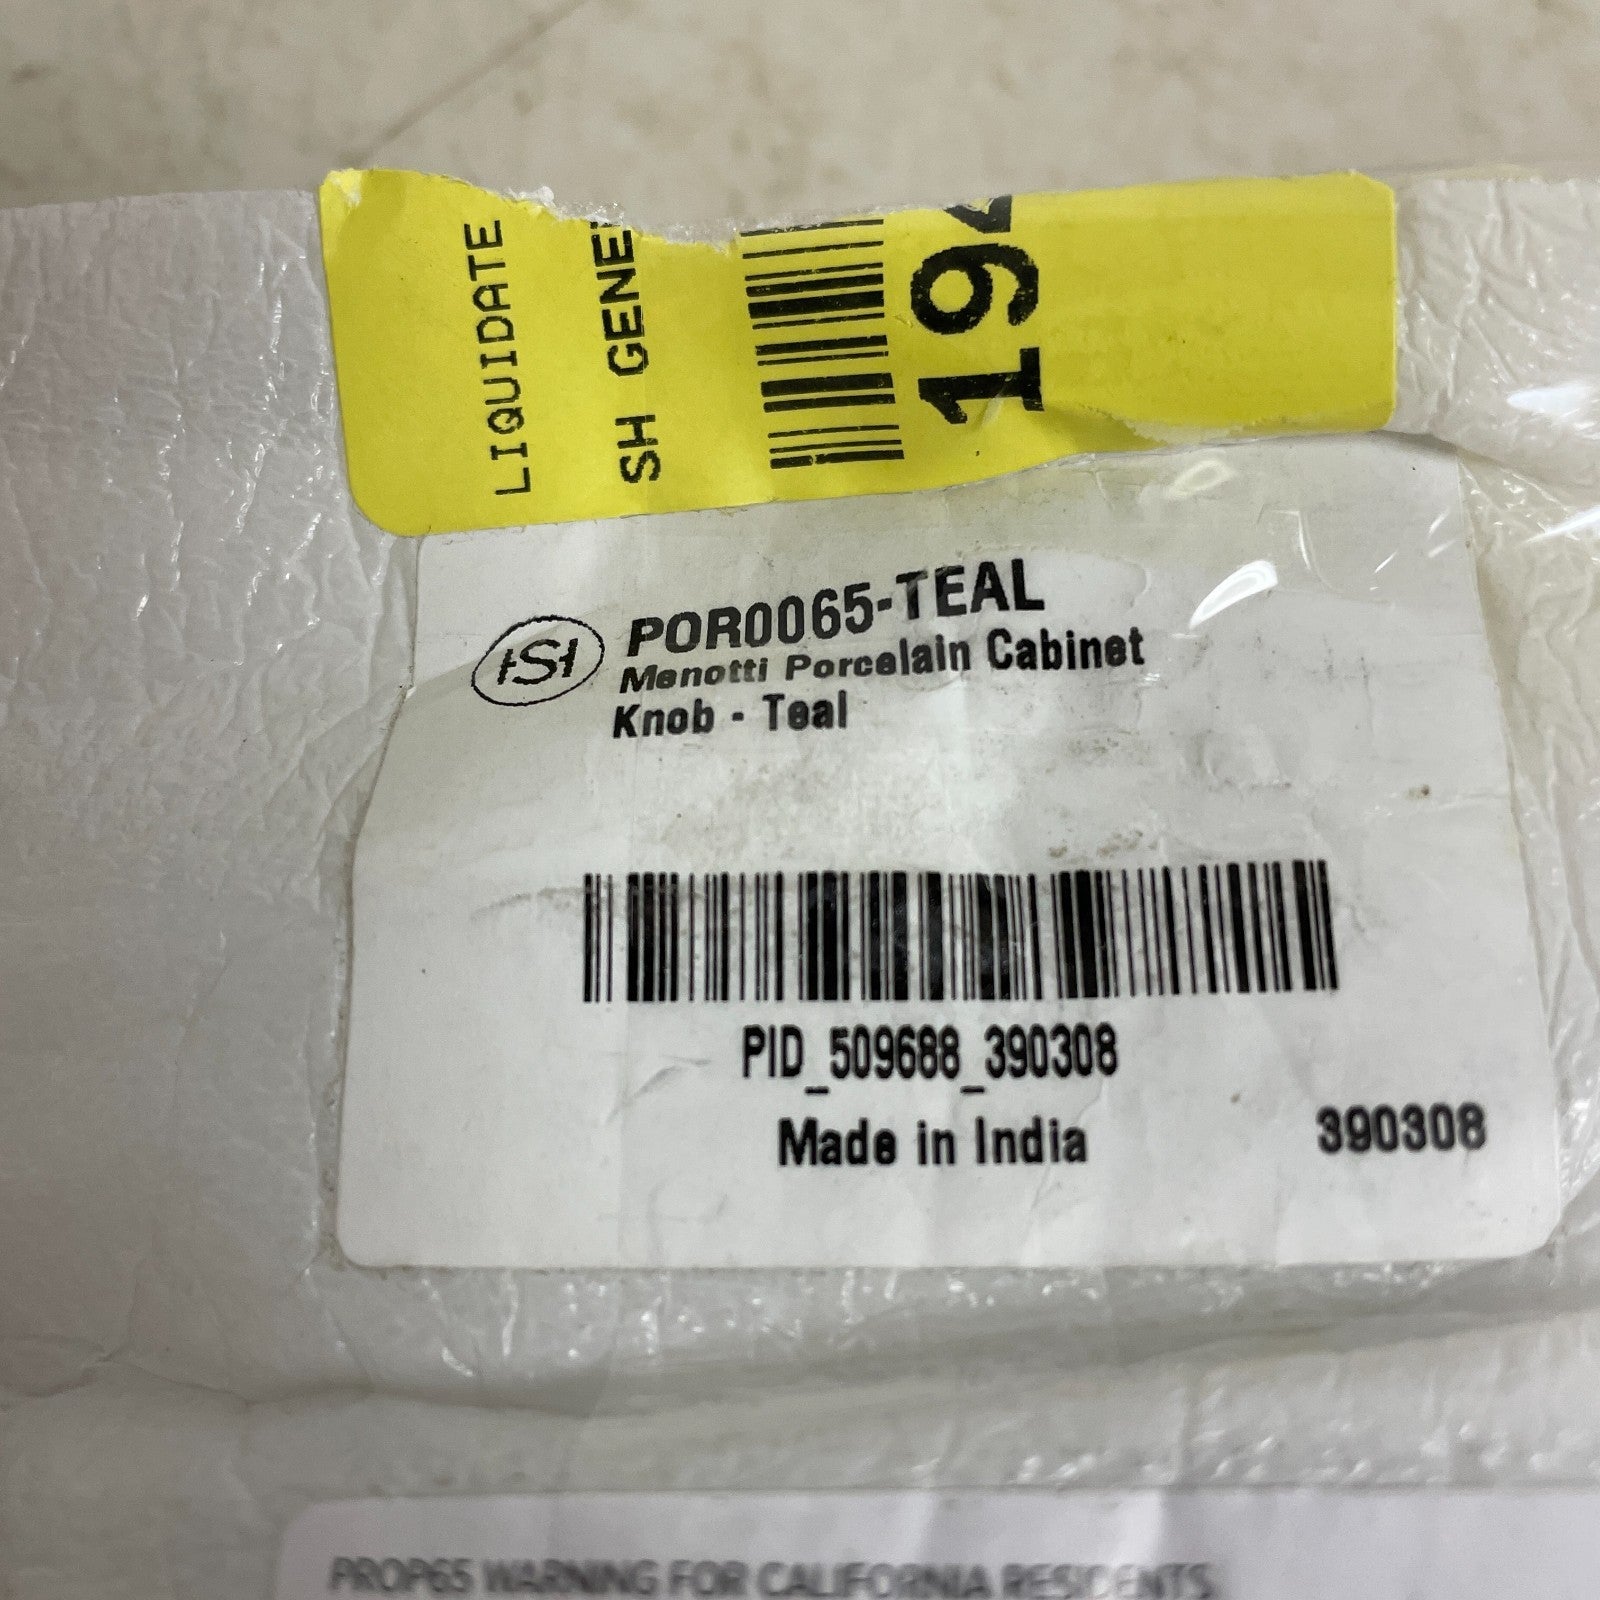 LIQUIDATE
SH GENE
19
HSH
POR0065-TEAL
Menotti Porcelain Cabinet
Knob - Teal
PID_509688_390308
Made in India
390308
PROP65 WARNING FOR CALIFORNIA RESIDENTS